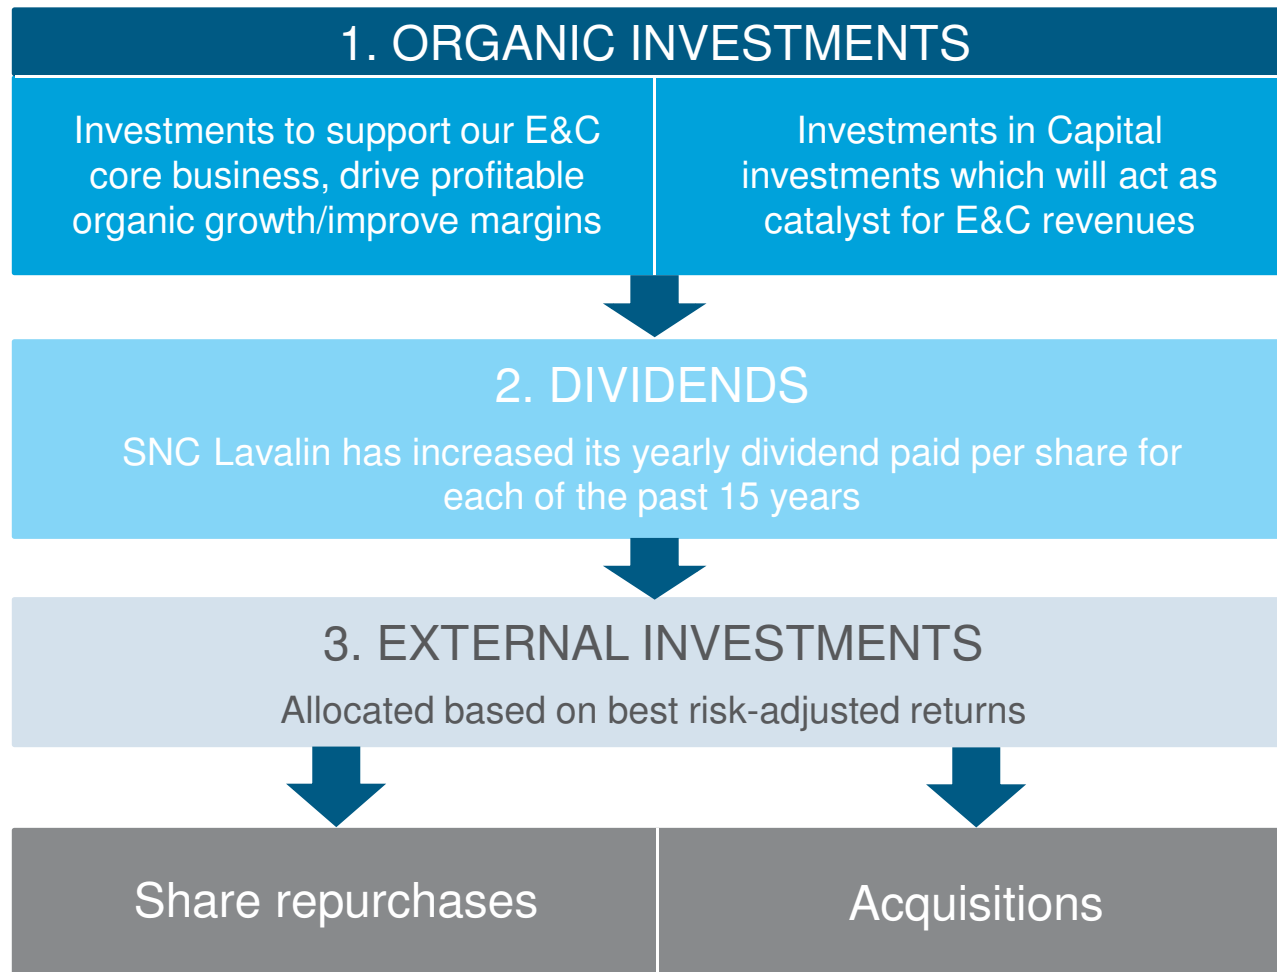 1. ORGANIC INVESTMENTS
Investments to support our E&C
core business, drive profitable
organic growth/improve margins
Investments in Capital
investments which will act as
catalyst for E&C revenues
2. DIVIDENDS
SNC Lavalin has increased its yearly dividend paid per share for
each of the past 15 years
3. EXTERNAL INVESTMENTS
Allocated based on best risk-adjusted returns
Share repurchases
Acquisitions